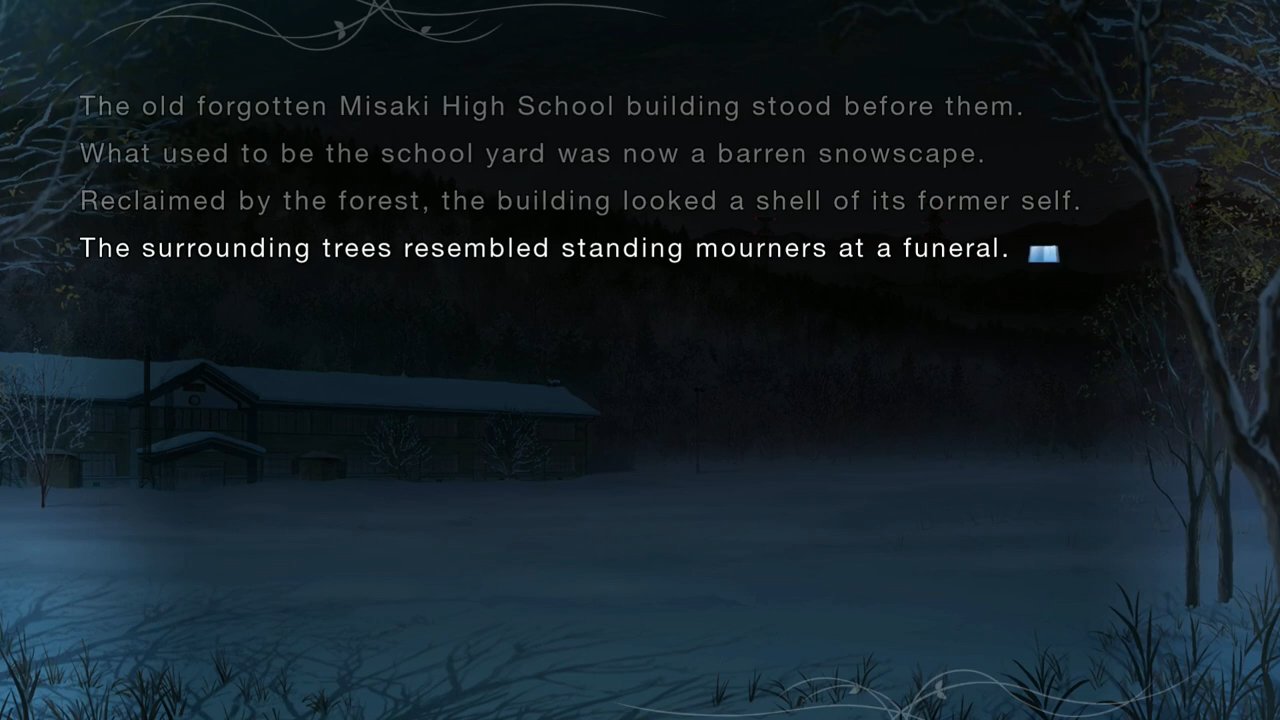 The old forgotten Misaki High School building stood before them.
What used to be the school yard was now a barren snowscape.
Reclaimed by the forest, the building looked a shell of its former self.
The surrounding trees resembled standing mourners at a funeral.